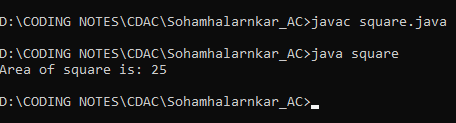 D:\CODING NOTES\CDAC\Sohamhalarnkar_AC>javac square.java
D:\CODING NOTES\CDAC\Sohamhalarnkar_AC>java square
Area of square is: 25
D:\CODING NOTES\CDAC\Sohamhalarnkar_AC>